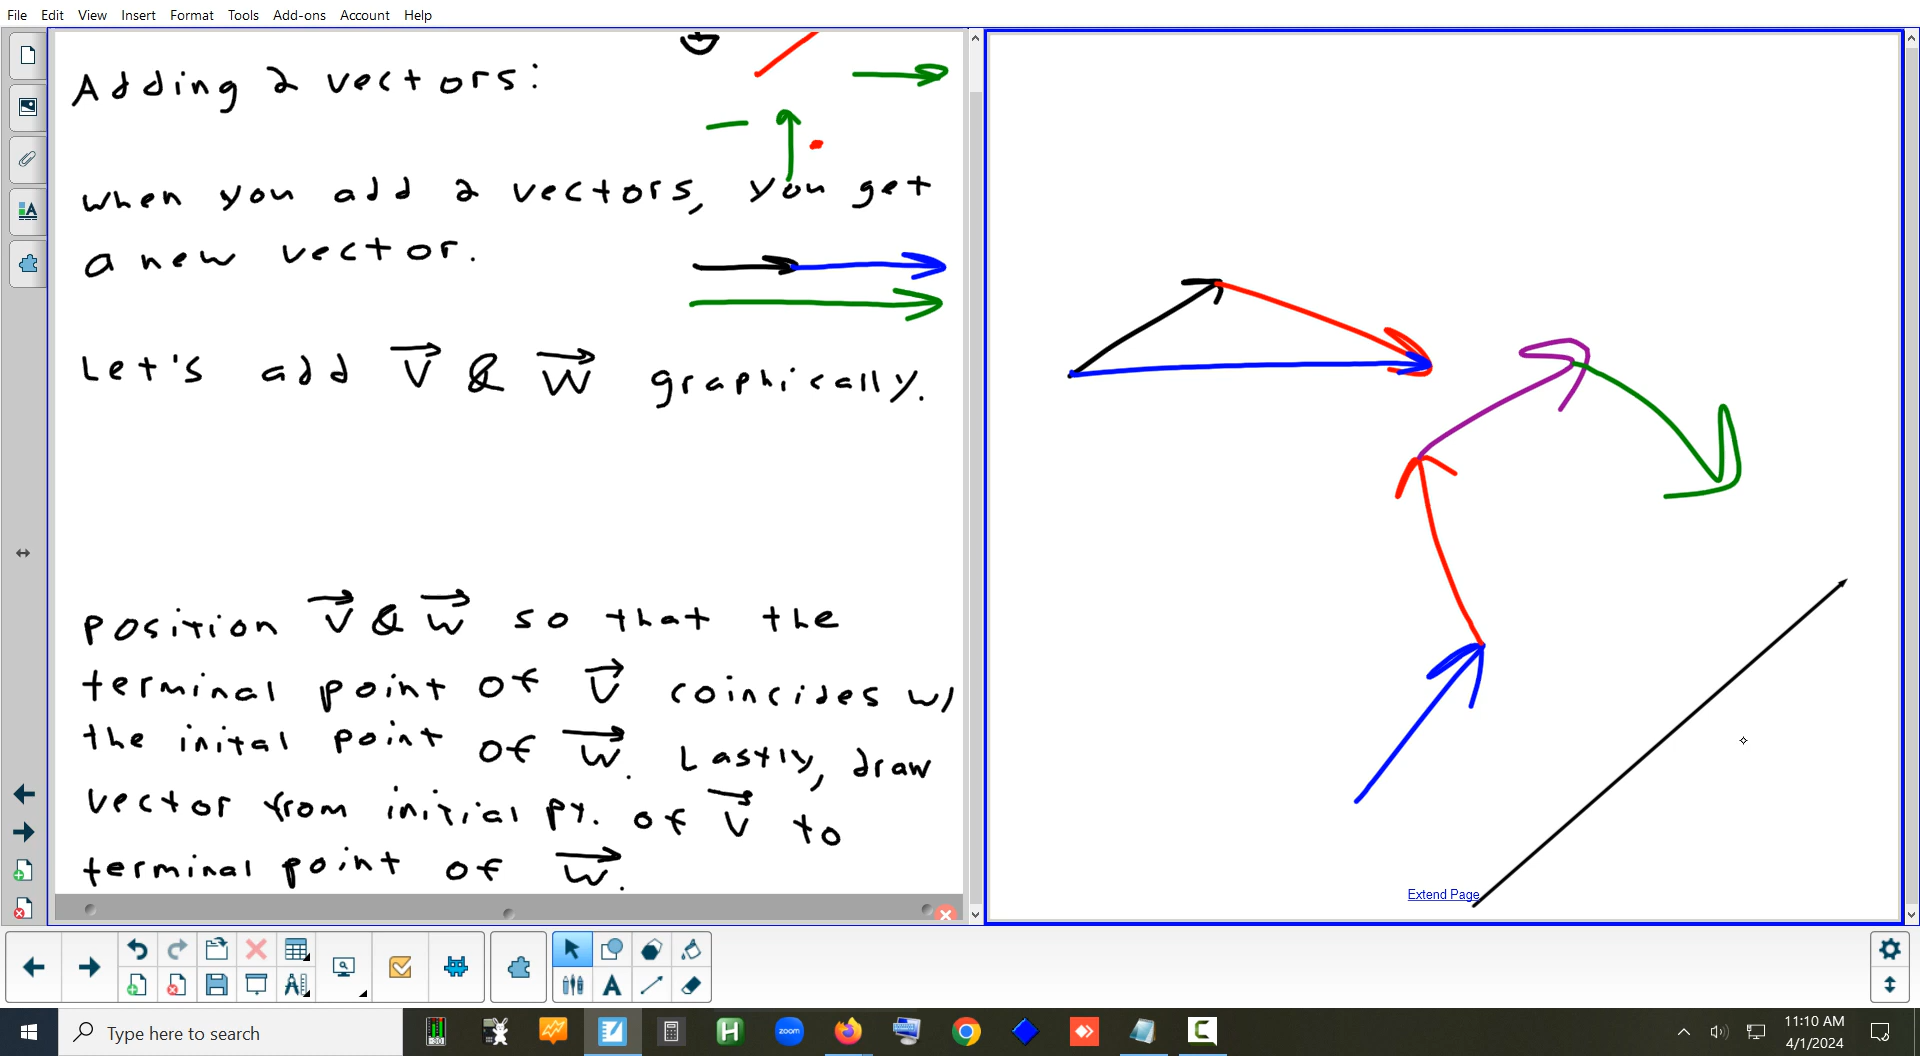 File Edit View Insert Format Tools Add-ons Account Help
Adding 2 vectors:
When you add 2 vectors, you get
a new vector.
Let's add V & W graphically.
Position V & W so that the
terminal point of V coincides w/
the inital point of W. Lastly, draw
vector from initial pt. of V to
terminal point of W.
Extend Page
Type here to search
zoom
11:10 AM
4/1/2024